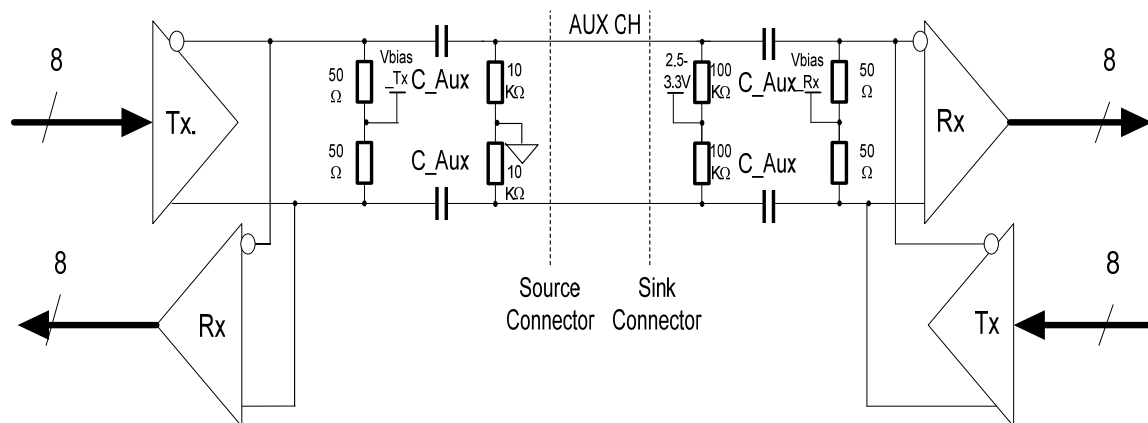 AUX CH
8
Tx.
50
Ω
Vbias
_Tx
C_Aux
10
KΩ
2.5-
3.3V
100
KΩ
C_Aux
Vbias
_Rx
50
Ω
Rx
8
50
Ω
C_Aux
10
KΩ
100
KΩ
C_Aux
50
Ω
8
Rx
Source
Connector
Sink
Connector
Tx
8